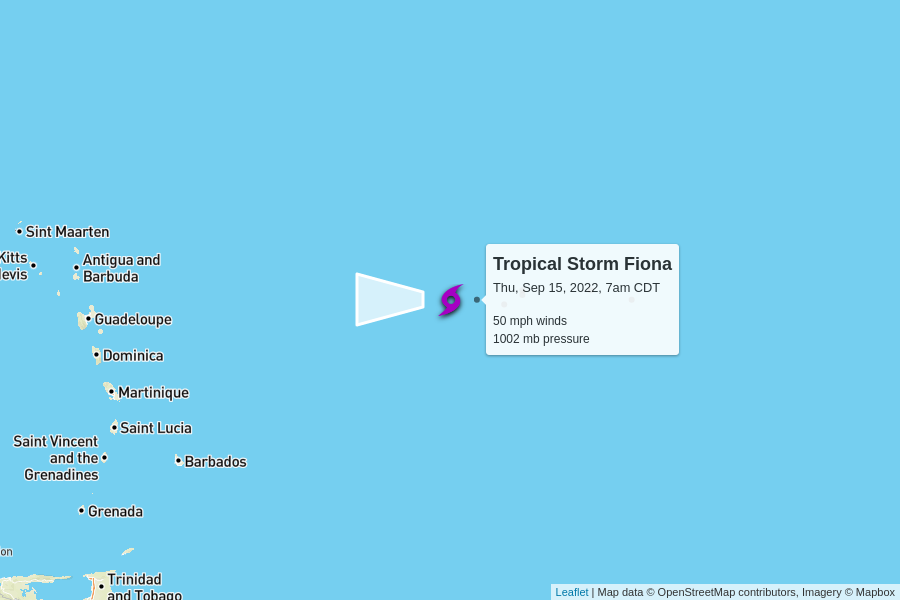 Sint Maarten
Kitts
Antigua and
Barbuda
Guadeloupe
Dominica
Martinique
Saint Lucia
Saint Vincent
and the
Grenadines
Barbados
Grenada
on
Trinidad
and Tobago
Tropical Storm Fiona
Thu, Sep 15, 2022, 7am CDT
50 mph winds
1002 mb pressure
Leaflet | Map data © OpenStreetMap contributors, Imagery © Mapbox